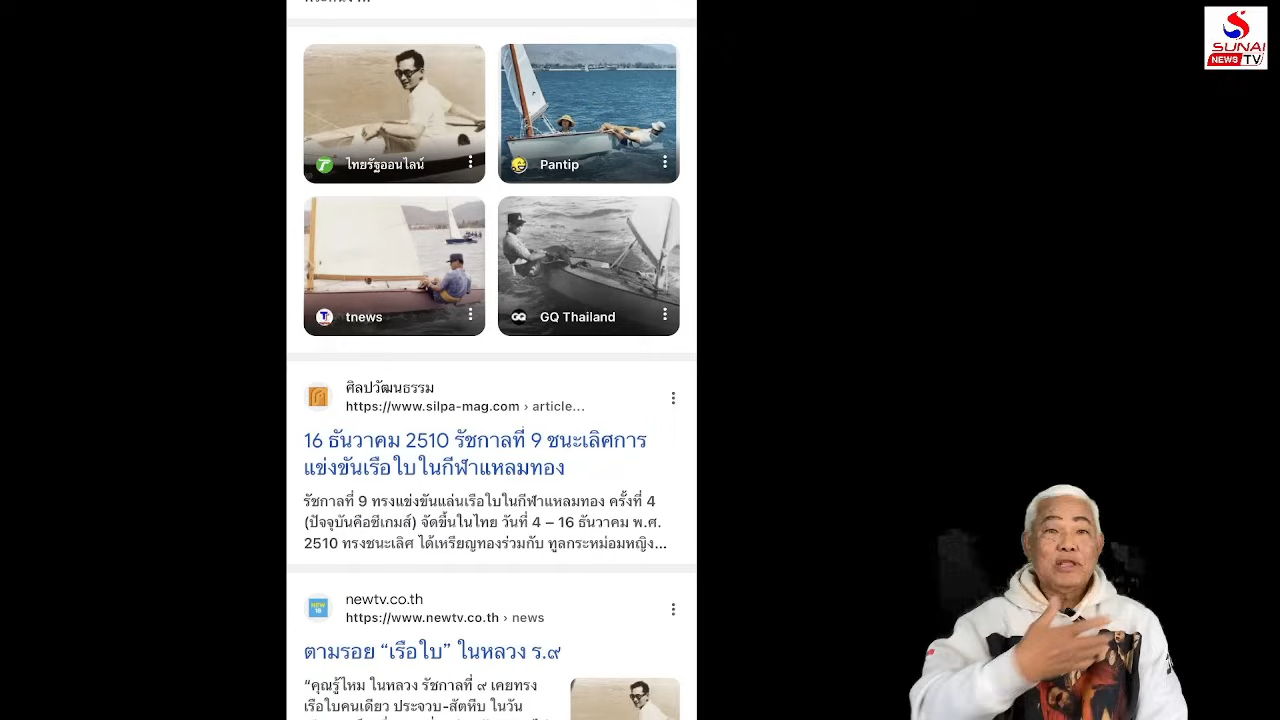 SUNAI
NEWS TV
ไทยรัฐออนไลน์
Pantip
tnews
GQ Thailand
ศิลปวัฒนธรรม
https://www.silpa-mag.com › article...
16 ธันวาคม 2510 รัชกาลที่ 9 ชนะเลิศการ
แข่งขันเรือใบในกีฬาแหลมทอง
รัชกาลที่ 9 ทรงแข่งขันแล่นเรือใบในกีฬาแหลมทอง ครั้งที่ 4
(ปัจจุบันคือซีเกมส์) จัดขึ้นในไทย วันที่ 4 – 16 ธันวาคม พ.ศ.
2510 ทรงชนะเลิศ ได้เหรียญทองร่วมกับ ทูลกระหม่อมหญิง...
newtv.co.th
https://www.newtv.co.th › news
ตามรอย “เรือใบ” ในหลวง ร.๙
“คุณรู้ไหม ในหลวง รัชกาลที่ ๙ เคยทรง
เรือใบคนเดียว ประจวบ-สัตหีบ ในวัน